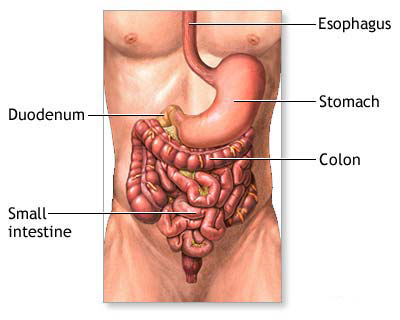 Esophagus
Stomach
Duodenum
Colon
Small
intestine